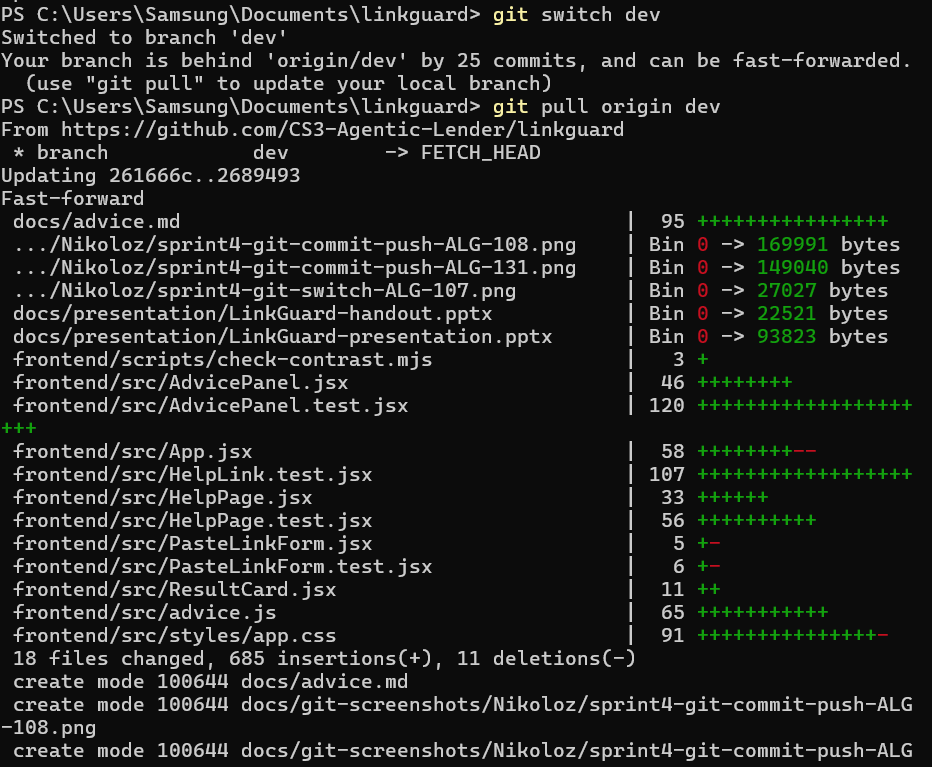 PS C:\Users\Samsung\Documents\linkguard> git switch dev
Switched to branch 'dev'
Your branch is behind 'origin/dev' by 25 commits, and can be fast-forwarded.
  (use "git pull" to update your local branch)
PS C:\Users\Samsung\Documents\linkguard> git pull origin dev
From https://github.com/CS3-Agentic-Lender/linkguard
 * branch            dev        -> FETCH_HEAD
Updating 261666c..2689493
Fast-forward
 docs/advice.md                                     |   95 ++++++++++++++++
 .../Nikoloz/sprint4-git-commit-push-ALG-108.png    | Bin 0 -> 169991 bytes
 .../Nikoloz/sprint4-git-commit-push-ALG-131.png    | Bin 0 -> 149040 bytes
 .../Nikoloz/sprint4-git-switch-ALG-107.png         | Bin 0 -> 27027 bytes
 docs/presentation/LinkGuard-handout.pptx           | Bin 0 -> 22521 bytes
 docs/presentation/LinkGuard-presentation.pptx      | Bin 0 -> 93823 bytes
 frontend/scripts/check-contrast.mjs                |    3 +
 frontend/src/AdvicePanel.jsx                       |   46 ++++++++
 frontend/src/AdvicePanel.test.jsx                  |  120 ++++++++++++++++++
+++
 frontend/src/App.jsx                               |   58 ++++++++--
 frontend/src/HelpLink.test.jsx                     |  107 ++++++++++++++++++
 frontend/src/HelpPage.jsx                          |   33 ++++++
 frontend/src/HelpPage.test.jsx                     |   56 ++++++++++
 frontend/src/PasteLinkForm.jsx                     |    5 +-
 frontend/src/PasteLinkForm.test.jsx                |    6 +-
 frontend/src/ResultCard.jsx                        |   11 ++
 frontend/src/advice.js                             |   65 +++++++++++
 frontend/src/styles/app.css                        |   91 +++++++++++++++-
 18 files changed, 685 insertions(+), 11 deletions(-)
 create mode 100644 docs/advice.md
 create mode 100644 docs/git-screenshots/Nikoloz/sprint4-git-commit-push-ALG
-108.png
 create mode 100644 docs/git-screenshots/Nikoloz/sprint4-git-commit-push-ALG